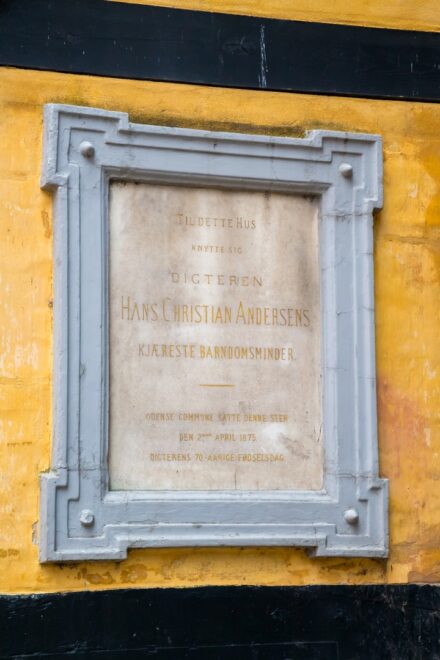 TIL DETTE HUS
KNYTTE SIG
DIGTEREN
HANS CHRISTIAN ANDERSENS
KJÆRESTE BARNDOMSMINDER.
ODENSE COMMUNE SATTE DENNE STEEN
DEN 2DEN APRIL 1875
DIGTERENS 70 AARIGE FØDSELSDAG